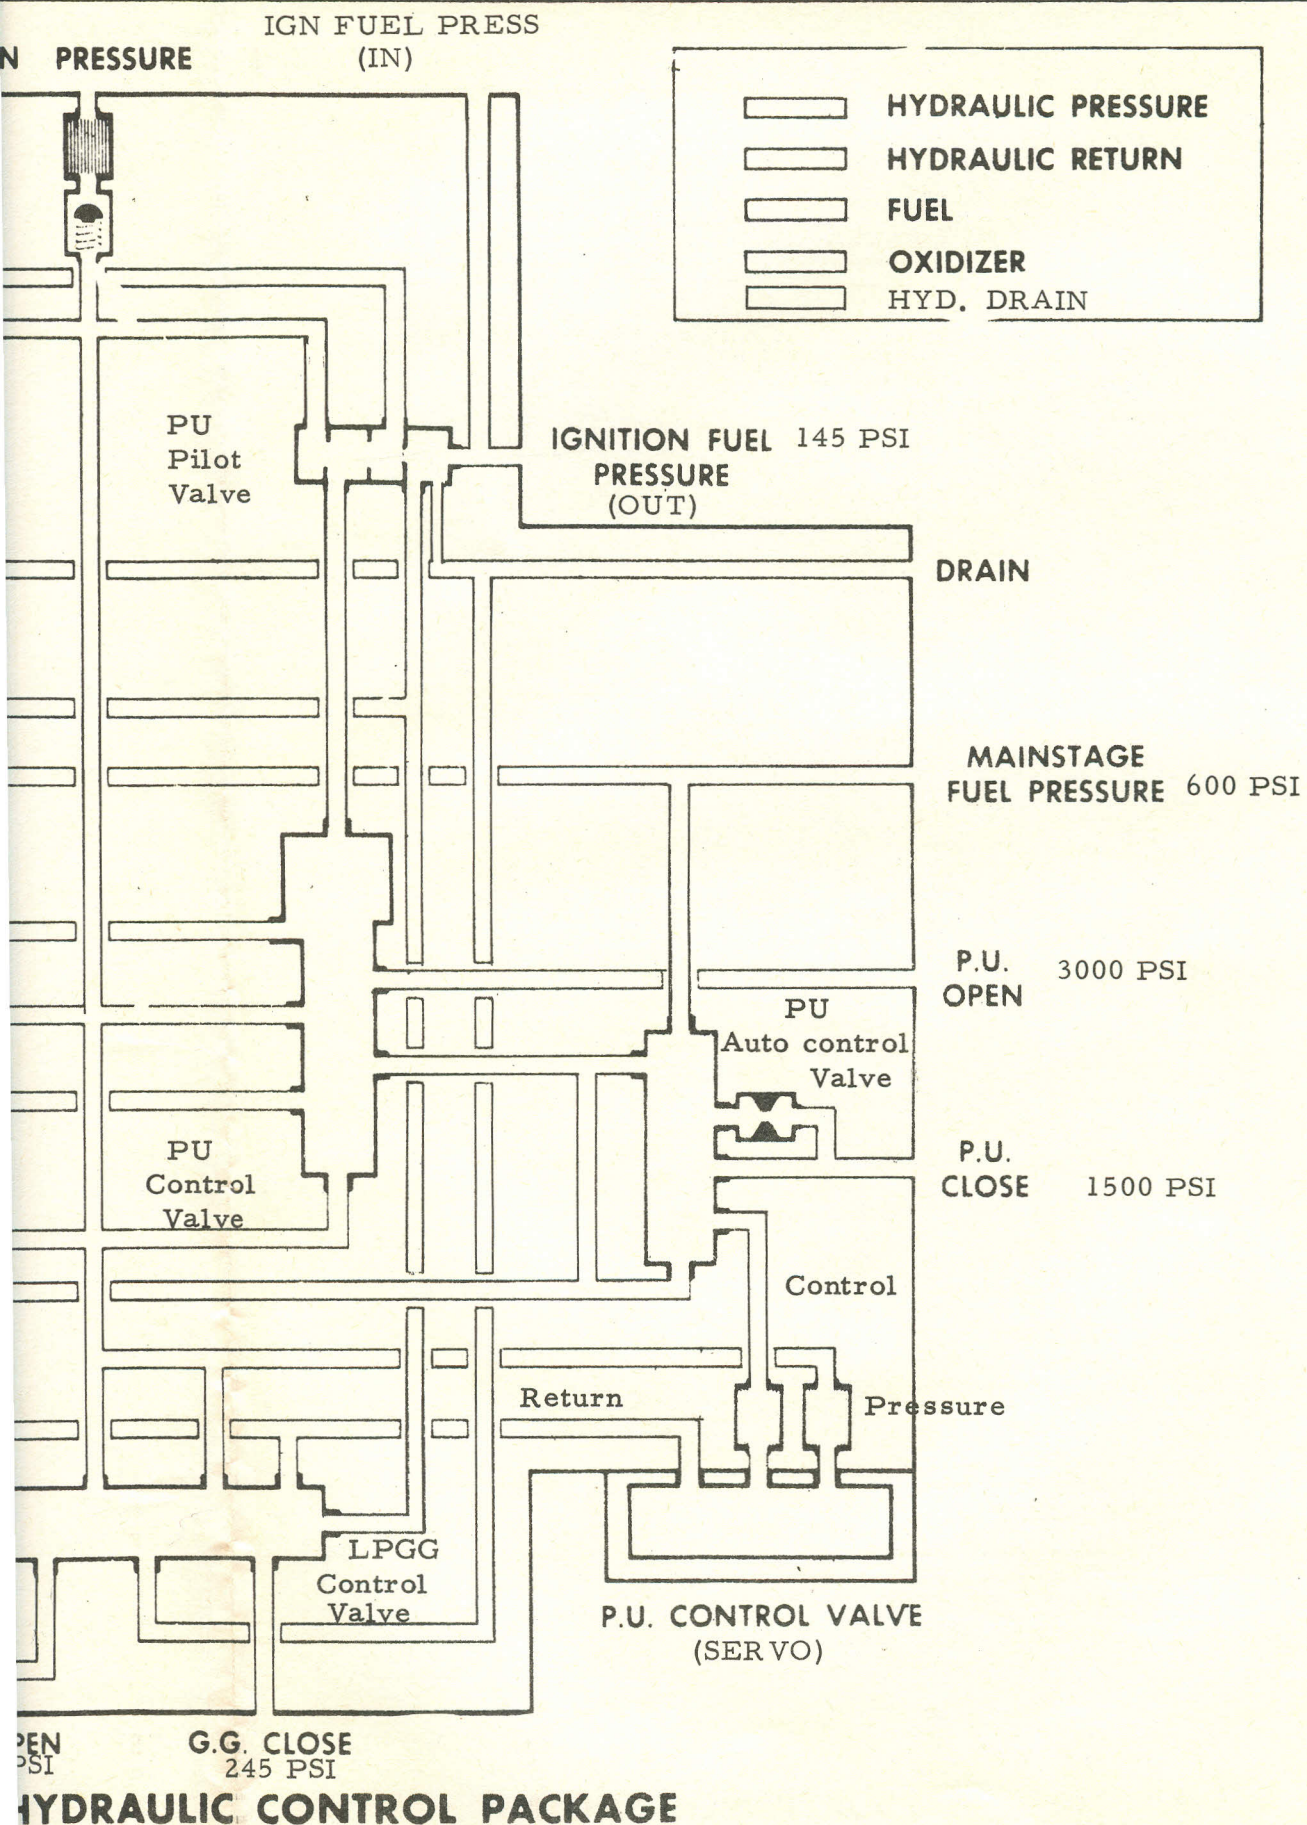 IGN FUEL PRESS
(IN)
N PRESSURE
HYDRAULIC PRESSURE
HYDRAULIC RETURN
FUEL
OXIDIZER
HYD. DRAIN
PU
Pilot
Valve
IGNITION FUEL 145 PSI
PRESSURE
(OUT)
DRAIN
MAINSTAGE
FUEL PRESSURE 600 PSI
P.U.
OPEN
3000 PSI
PU
Auto control
Valve
PU
Control
Valve
P.U.
CLOSE
1500 PSI
Control
Return
Pressure
LPGG
Control
Valve
P.U. CONTROL VALVE
(SERVO)
PEN
PSI
G.G. CLOSE
245 PSI
HYDRAULIC CONTROL PACKAGE